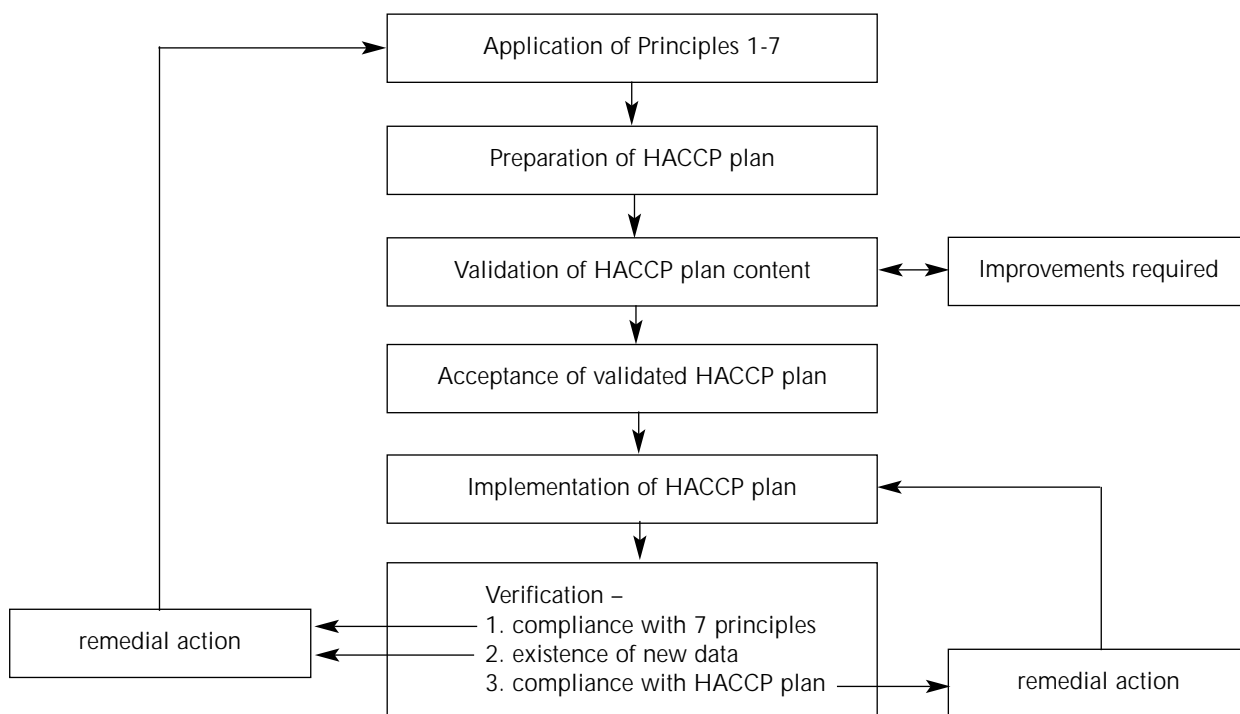 Application of Principles 1-7
Preparation of HACCP plan
Validation of HACCP plan content
Improvements required
Acceptance of validated HACCP plan
Implementation of HACCP plan
Verification –
1. compliance with 7 principles
2. existence of new data
3. compliance with HACCP plan
remedial action
remedial action